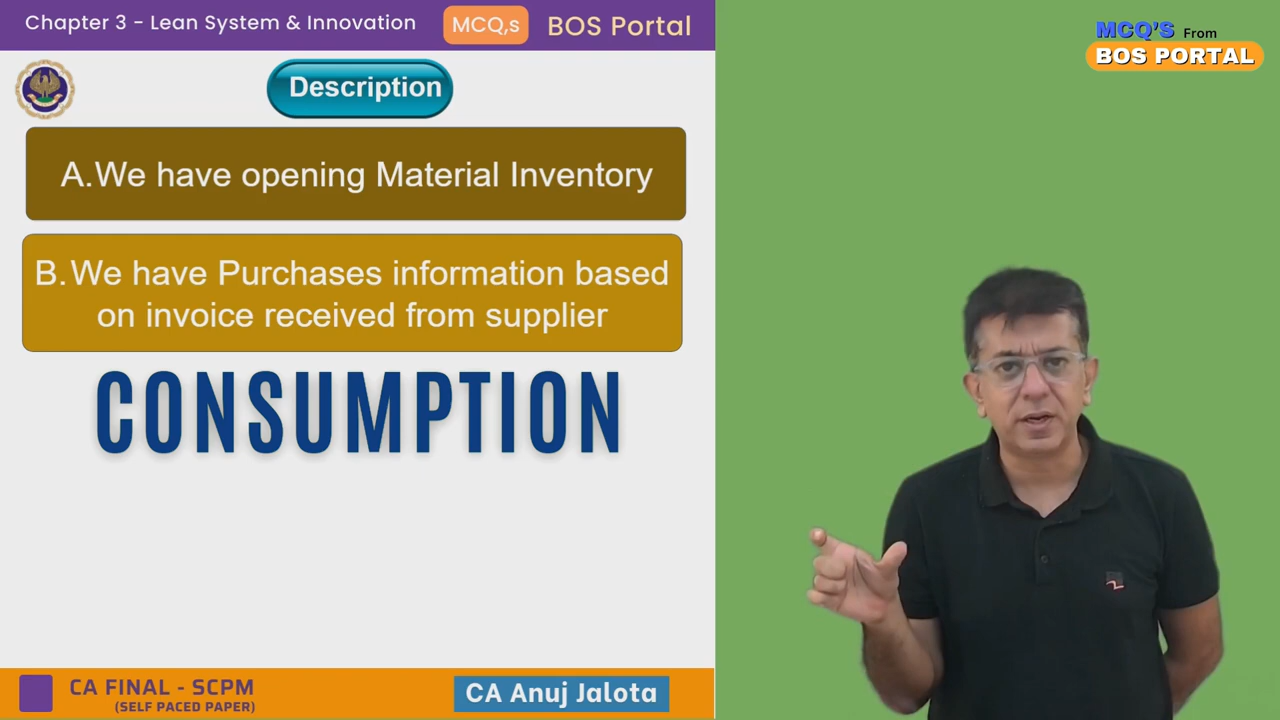 Chapter 3 - Lean System & Innovation MCQ,s BOS Portal
MCQ'S From
BOS PORTAL
Description
A.We have opening Material Inventory
B.We have Purchases information based
on invoice received from supplier
CONSUMPTION
CA FINAL - SCPM
(SELF PACED PAPER)
CA Anuj Jalota